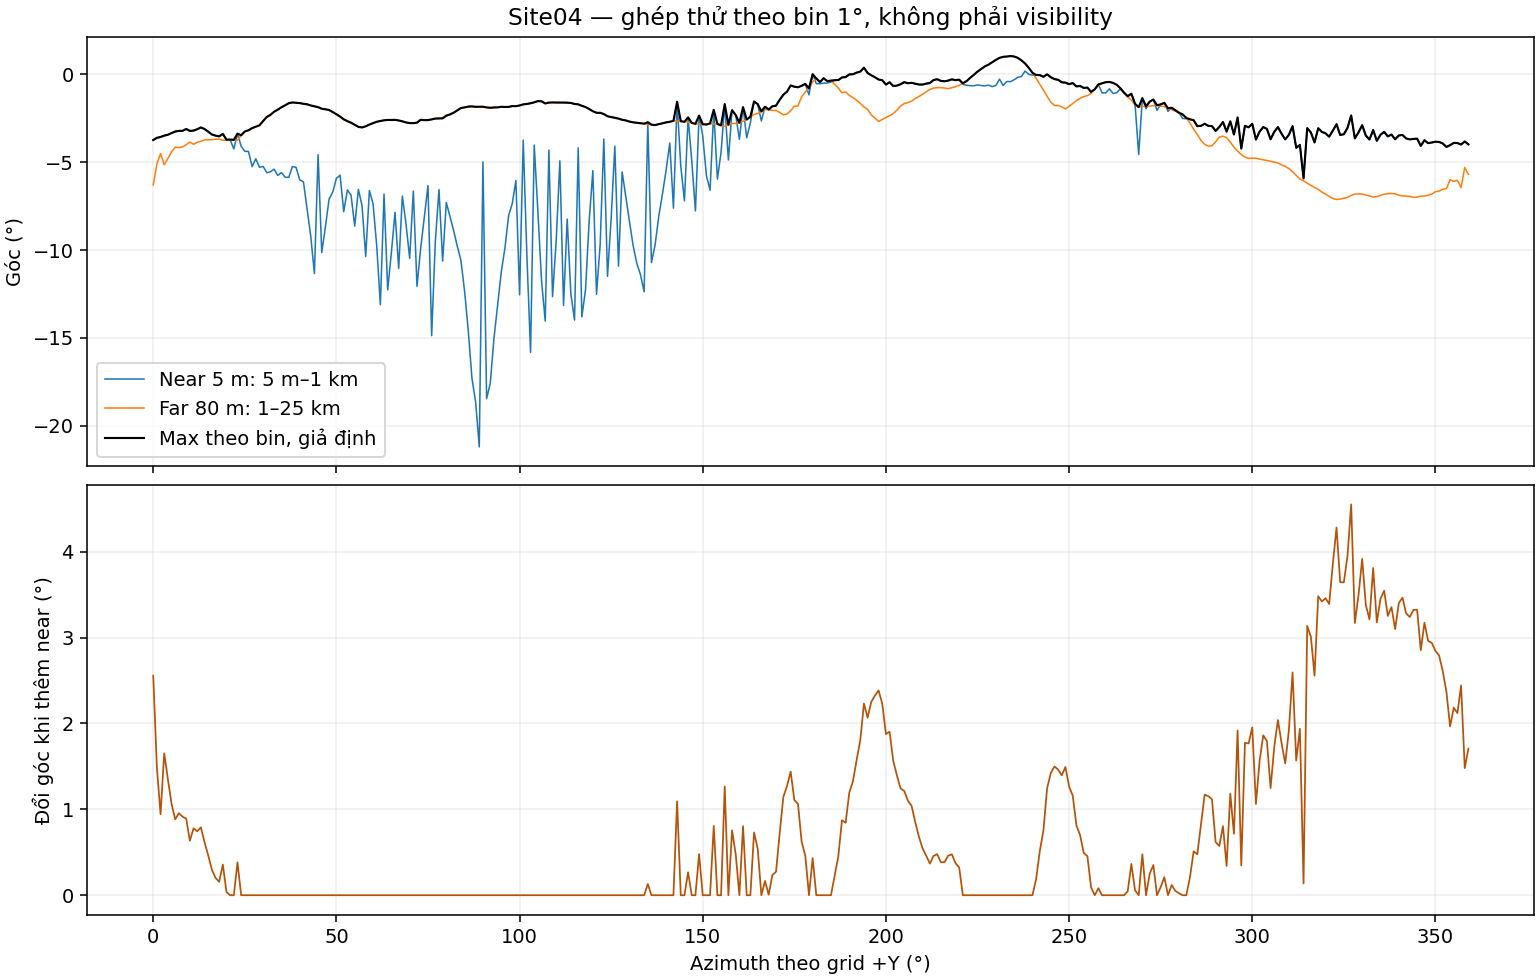 Site04 — ghép thử theo bin 1°, không phải visibility
Góc (°)
0
−5
−10
−15
−20
Near 5 m: 5 m–1 km
Far 80 m: 1–25 km
Max theo bin, giả định
Đổi góc khi thêm near (°)
4
3
2
1
0
0 50 100 150 200 250 300 350
Azimuth theo grid +Y (°)